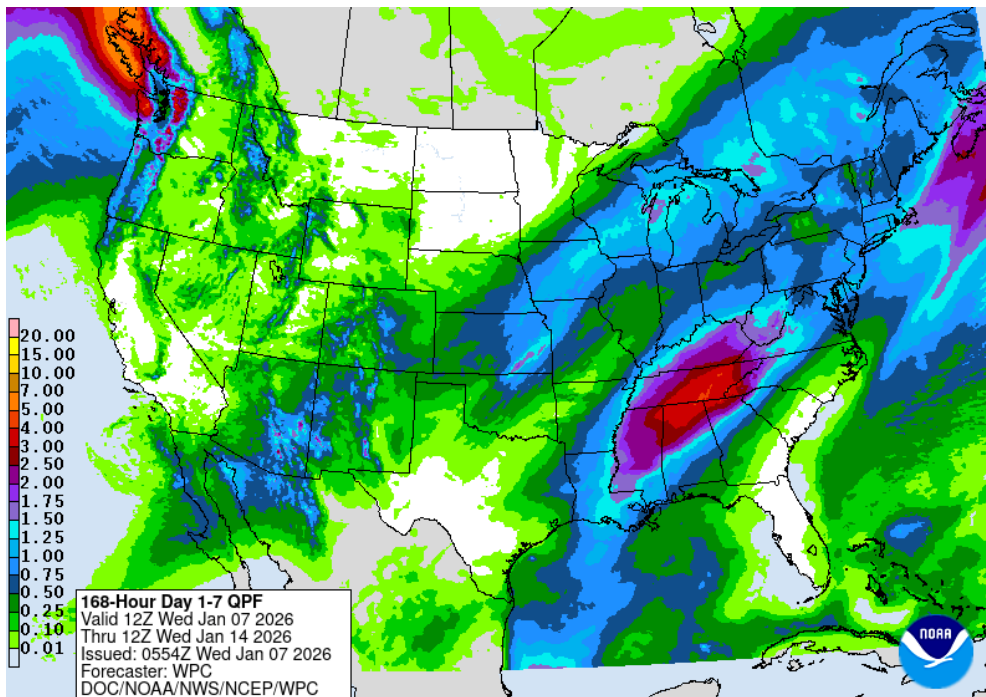 20.00
15.00
10.00
7.00
5.00
4.00
3.00
2.50
2.00
1.75
1.50
1.25
1.00
0.75
0.50
0.25
0.10
0.01
168-Hour Day 1-7 QPF
Valid 12Z Wed Jan 07 2026
Thru 12Z Wed Jan 14 2026
Issued: 0554Z Wed Jan 07 2026
Forecaster: WPC
DOC/NOAA/NWS/NCEP/WPC
NOAA